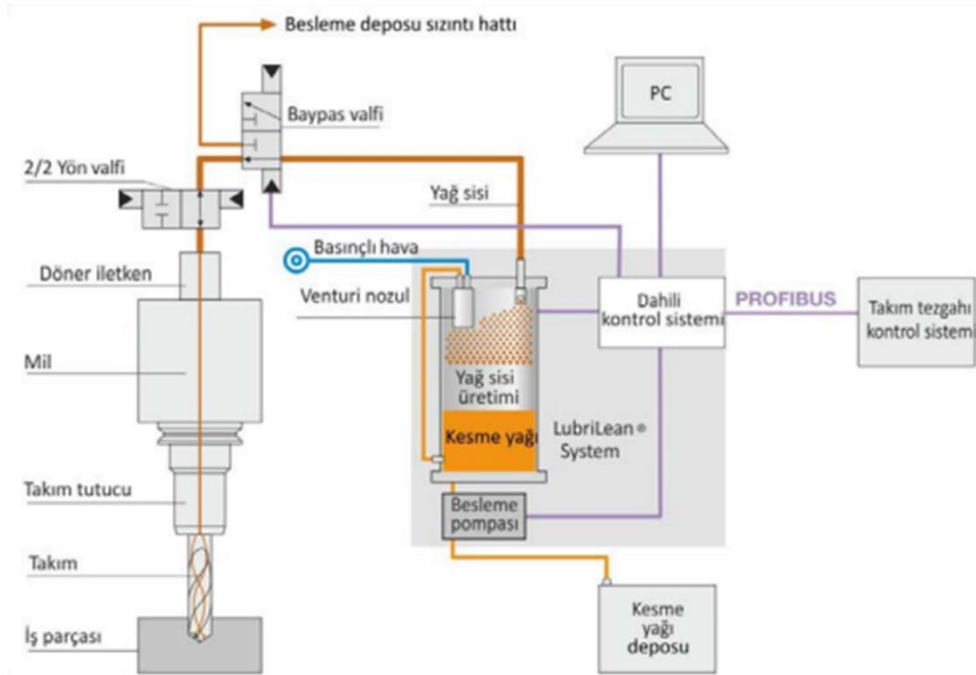 Besleme deposu sızıntı hattı
Baypas valfi
PC
2/2 Yön valfi
Yağ sisi
Basınçlı hava
Döner iletken
Venturi nozul
Dahili
kontrol sistemi
PROFIBUS
Takım tezgahı
kontrol sistemi
Mil
Yağ sisi
üretimi
Kesme yağı
LubriLean®
System
Takım tutucu
Besleme
pompası
Takım
Kesme
yağı
deposu
İş parçası